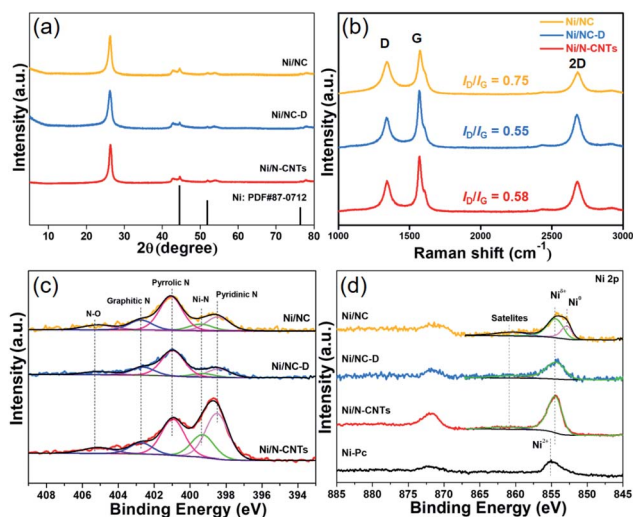 (a)
Ni/NC
Ni/NC-D
Ni/N-CNTs
Ni: PDF#87-0712
Intensity (a.u.)
10 20 30 40 50 60 70 80
2θ(degree)
(b)
Ni/NC
Ni/NC-D
Ni/N-CNTs
D
G
2D
ID/IG = 0.75
ID/IG = 0.55
ID/IG = 0.58
Intensity (a.u.)
1000 1500 2000 2500 3000
Raman shift (cm-1)
(c)
N-O
Graphitic N
Pyrrolic N
Ni-N
Pyridinic N
Ni/NC
Ni/NC-D
Ni/N-CNTs
Intensity (a.u.)
408 406 404 402 400 398 396 394
Binding Energy (eV)
(d)
Ni 2p
Niδ+
Ni0
Satelites
Ni/NC
Ni/NC-D
Ni/N-CNTs
Ni-Pc
Ni2+
Intensity (a.u.)
885 880 875 870 865 860 855 850 845
Binding Energy (eV)